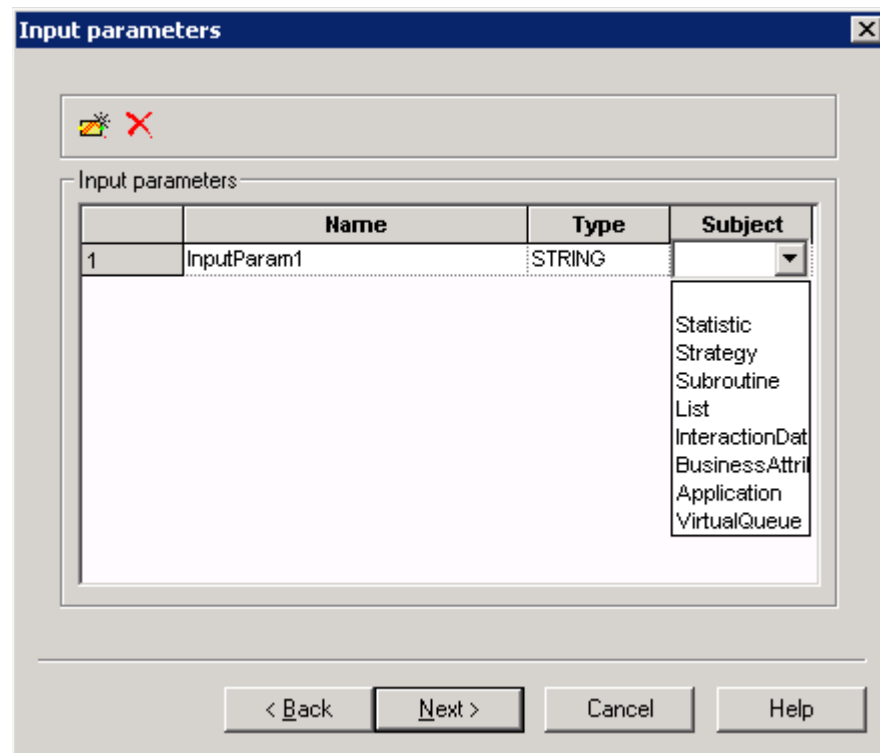 Input parameters
Input parameters
Name Type Subject
1 InputParam1 STRING
Statistic
Strategy
Subroutine
List
InteractionDat
BusinessAttri
Application
VirtualQueue
< Back Next > Cancel Help